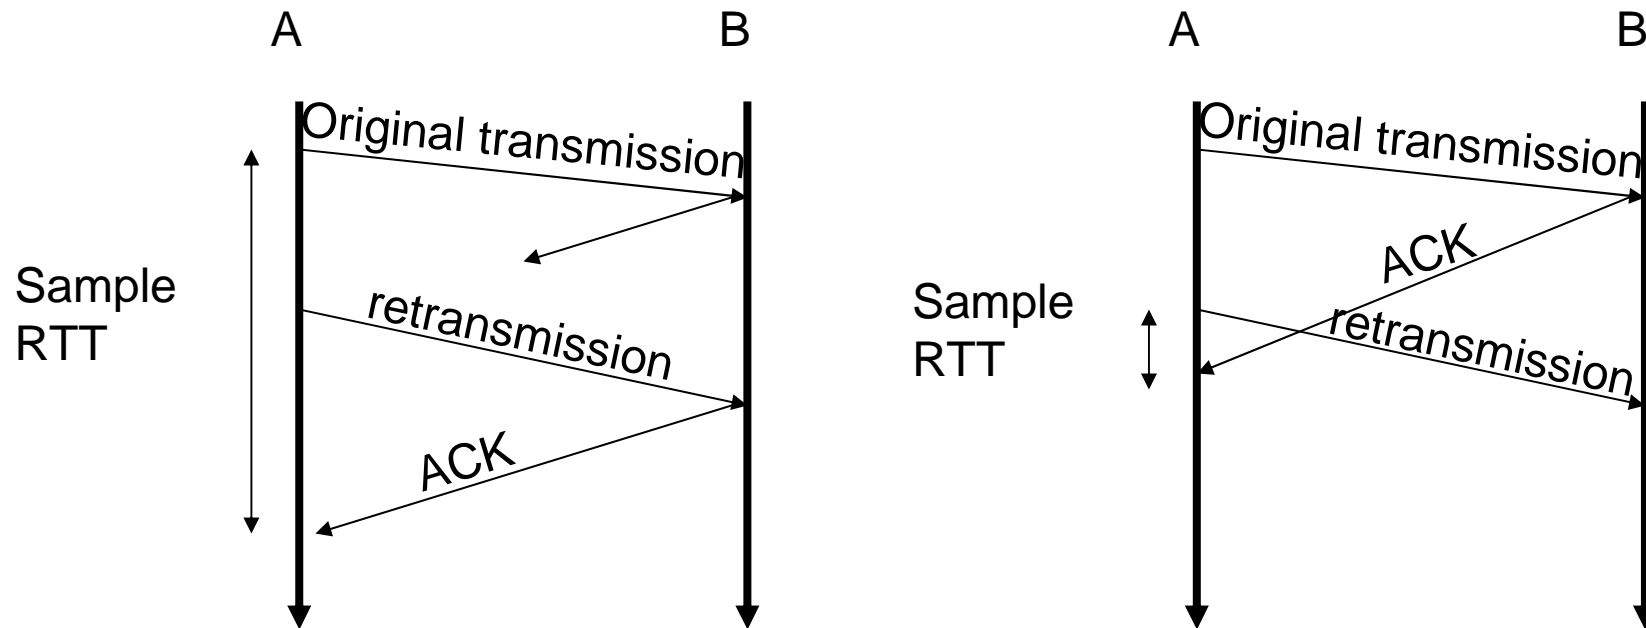 A
B
Original transmission
Sample
RTT
retransmission
ACK
A
B
Original transmission
ACK
Sample
RTT
retransmission